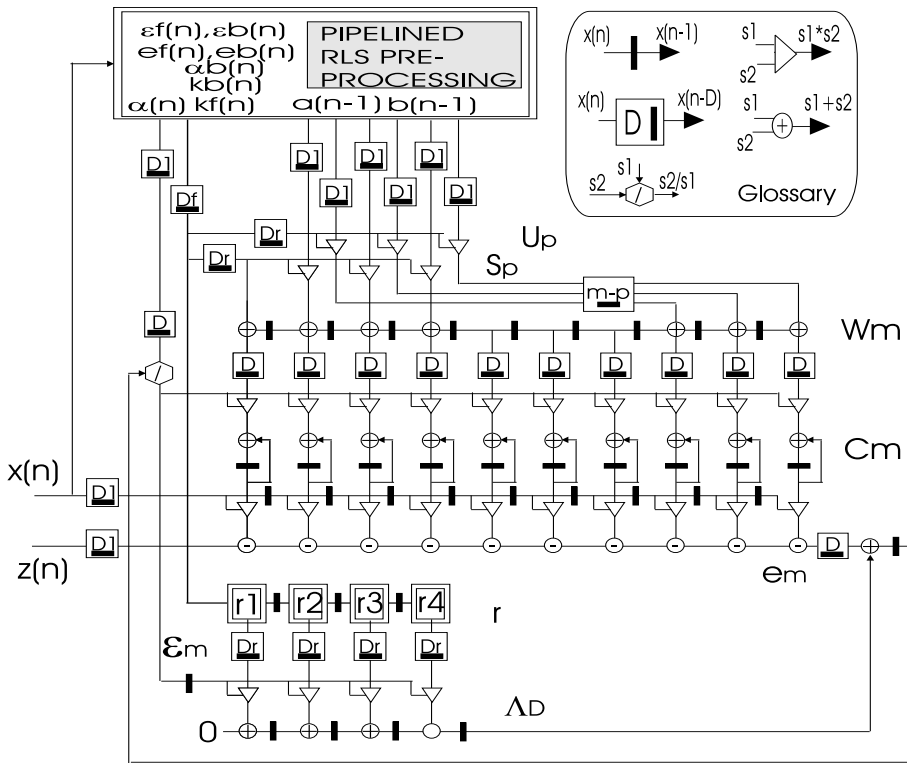 εf(n),εb(n)
ef(n),eb(n)
αb(n)
kb(n)
α(n) kf(n)
PIPELINED
RLS PRE-
PROCESSING
a(n-1) b(n-1)
x(n) x(n-1)
s1 s1*s2
s2
x(n) D x(n-D)
s1 s1+s2
s2
s1
s2 / s2/s1
Glossary
D1 D1 D1 D1
Df D1 D1 D1
Dr Up
Dr Sp
m-p
D
Wm
D D D D D D D D D D
/
Cm
x(n)
D1
z(n) D1 - - - - - - - - - - D
em
r1 r2 r3 r4 r
εm Dr Dr Dr Dr
ΛD
0